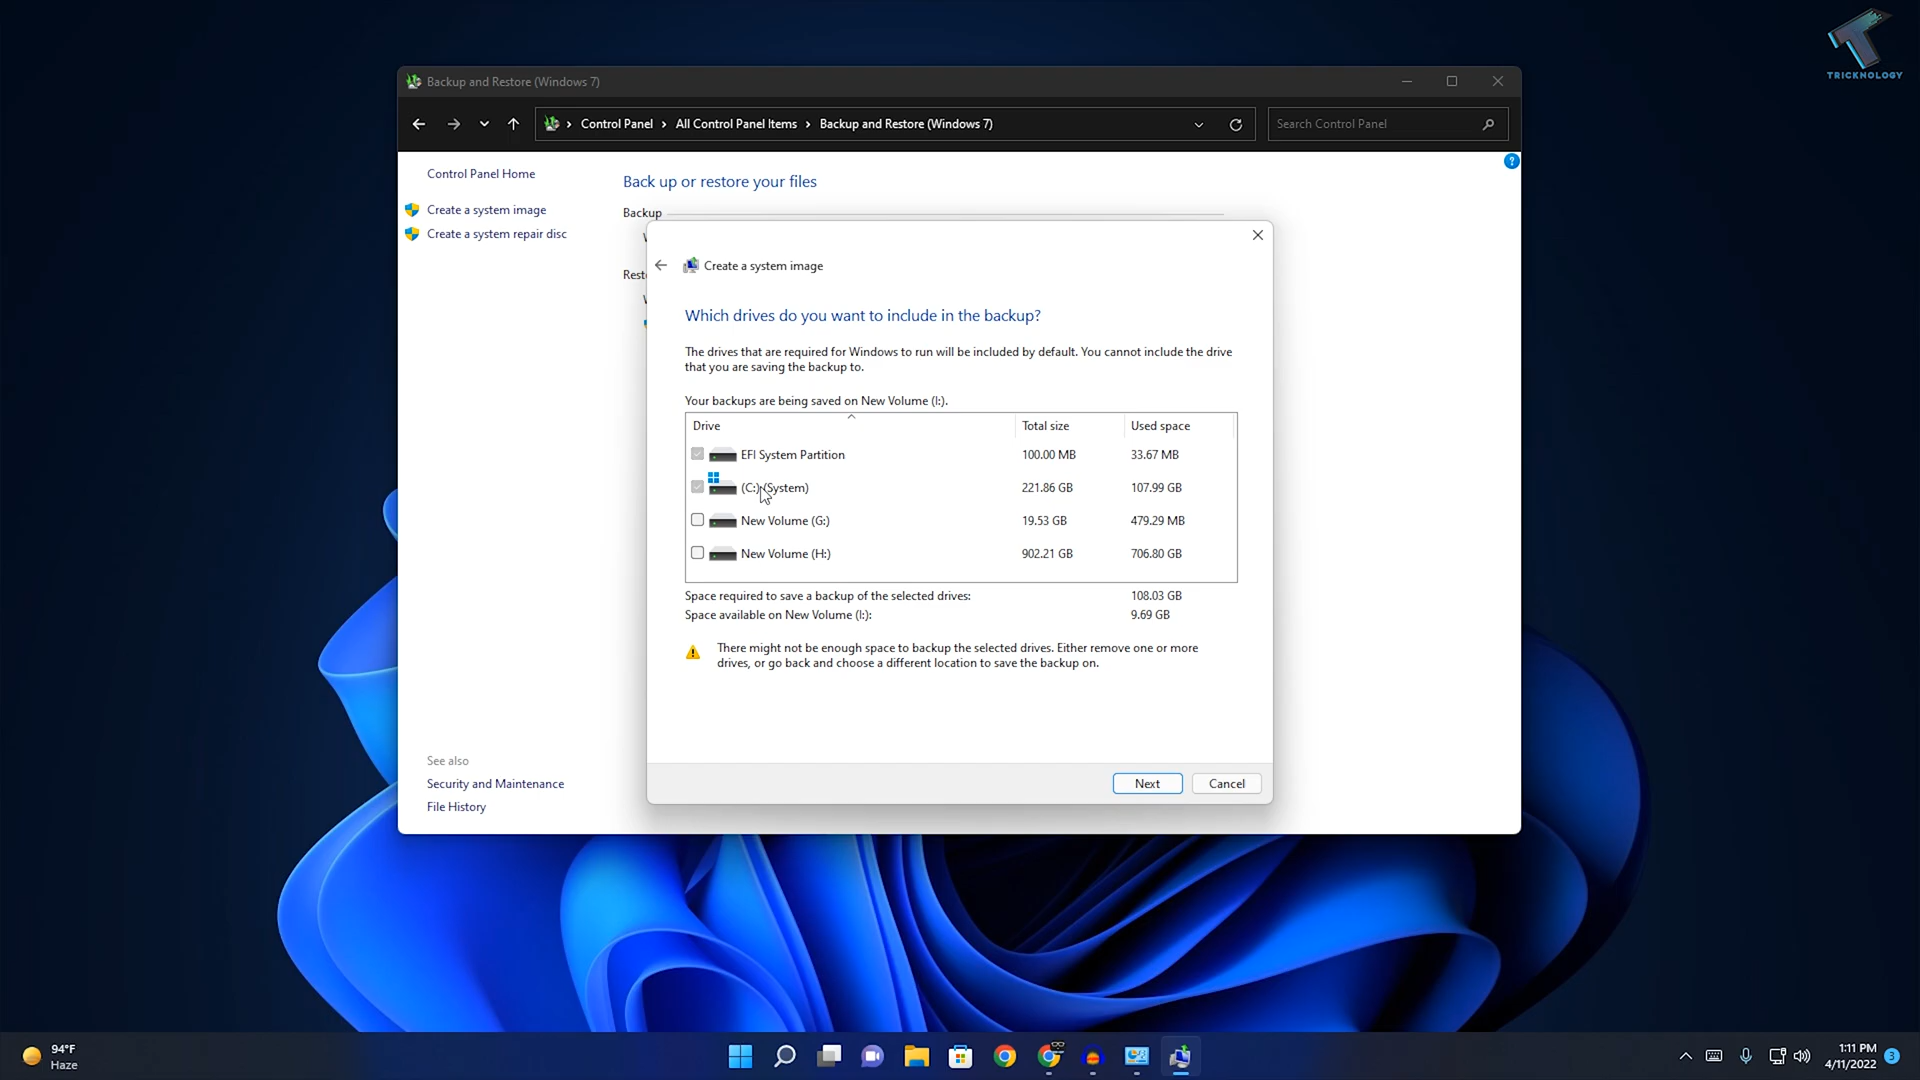 TRICKNOLOGY
Backup and Restore (Windows 7)
Control Panel
All Control Panel Items
Backup and Restore (Windows 7)
Search Control Panel
Control Panel Home
Create a system image
Create a system repair disc
Back up or restore your files
Backup
Rest
Create a system image
Which drives do you want to include in the backup?
The drives that are required for Windows to run will be included by default. You cannot include the drive
that you are saving the backup to.
Your backups are being saved on New Volume (I:).
Drive Total size Used space
EFI System Partition 100.00 MB 33.67 MB
(C:) (System) 221.86 GB 107.99 GB
New Volume (G:) 19.53 GB 479.29 MB
New Volume (H:) 902.21 GB 706.80 GB
Space required to save a backup of the selected drives: 108.03 GB
Space available on New Volume (I:): 9.69 GB
There might not be enough space to backup the selected drives. Either remove one or more
drives, or go back and choose a different location to save the backup on.
Next Cancel
See also
Security and Maintenance
File History
94°F
Haze
1:11 PM
4/11/2022
3